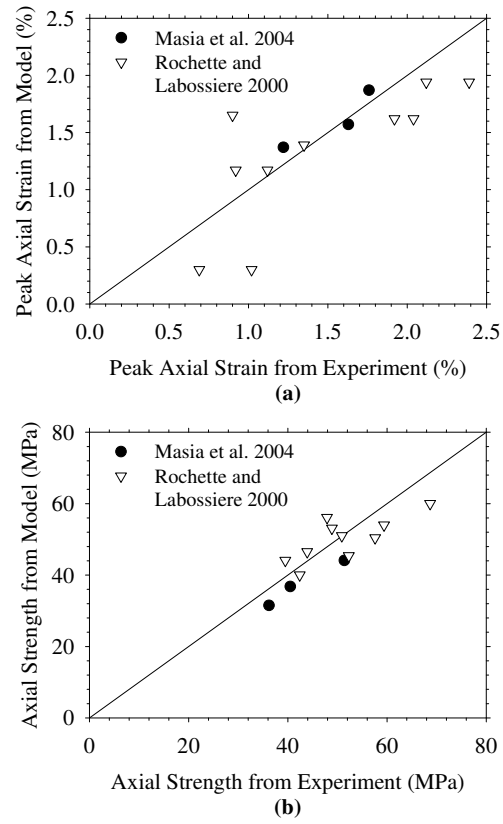 2.5
2.0
1.5
1.0
0.5
0.0
Peak Axial Strain from Model (%)
Masia et al. 2004
Rochette and
Labossiere 2000
0.0 0.5 1.0 1.5 2.0 2.5
Peak Axial Strain from Experiment (%)
(a)
80
60
40
20
0
Axial Strength from Model (MPa)
Masia et al. 2004
Rochette and
Labossiere 2000
0 20 40 60 80
Axial Strength from Experiment (MPa)
(b)